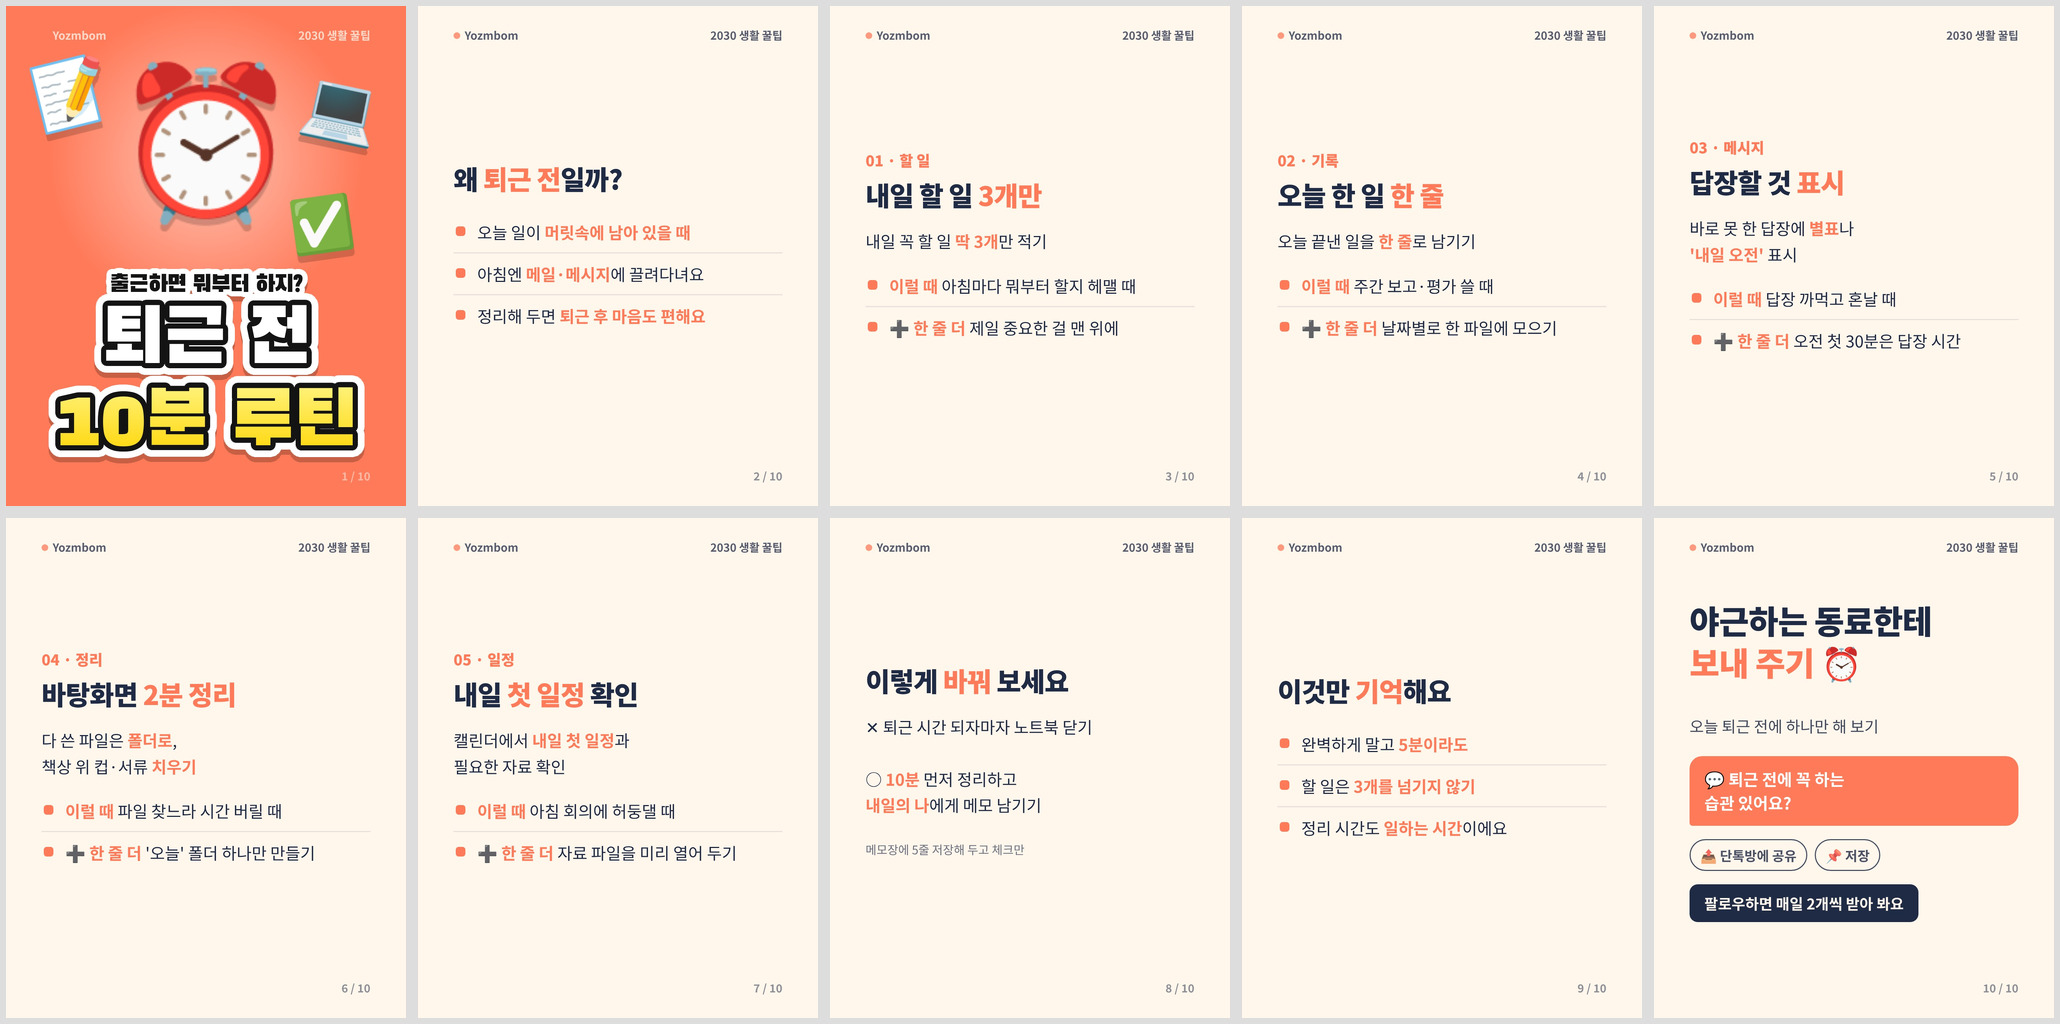 Yozmbom
2030 생활 꿀팁
출근하면 뭐부터 하지?
퇴근 전
10분 루틴
1 / 10
Yozmbom
2030 생활 꿀팁
왜 퇴근 전일까?
오늘 일이 머릿속에 남아 있을 때
아침엔 메일·메시지에 끌려다녀요
정리해 두면 퇴근 후 마음도 편해요
2 / 10
Yozmbom
2030 생활 꿀팁
01 · 할 일
내일 할 일 3개만
내일 꼭 할 일 딱 3개만 적기
이럴 때 아침마다 뭐부터 할지 헤맬 때
➕ 한 줄 더 제일 중요한 걸 맨 위에
3 / 10
Yozmbom
2030 생활 꿀팁
02 · 기록
오늘 한 일 한 줄
오늘 끝낸 일을 한 줄로 남기기
이럴 때 주간 보고·평가 쓸 때
➕ 한 줄 더 날짜별로 한 파일에 모으기
4 / 10
Yozmbom
2030 생활 꿀팁
03 · 메시지
답장할 것 표시
바로 못 한 답장에 별표나
'내일 오전' 표시
이럴 때 답장 까먹고 혼날 때
➕ 한 줄 더 오전 첫 30분은 답장 시간
5 / 10
Yozmbom
2030 생활 꿀팁
04 · 정리
바탕화면 2분 정리
다 쓴 파일은 폴더로,
책상 위 컵·서류 치우기
이럴 때 파일 찾느라 시간 버릴 때
➕ 한 줄 더 '오늘' 폴더 하나만 만들기
6 / 10
Yozmbom
2030 생활 꿀팁
05 · 일정
내일 첫 일정 확인
캘린더에서 내일 첫 일정과
필요한 자료 확인
이럴 때 아침 회의에 허둥댈 때
➕ 한 줄 더 자료 파일을 미리 열어 두기
7 / 10
Yozmbom
2030 생활 꿀팁
이렇게 바꿔 보세요
✕ 퇴근 시간 되자마자 노트북 닫기
◯ 10분 먼저 정리하고
내일의 나에게 메모 남기기
메모장에 5줄 저장해 두고 체크만
8 / 10
Yozmbom
2030 생활 꿀팁
이것만 기억해요
완벽하게 말고 5분이라도
할 일은 3개를 넘기지 않기
정리 시간도 일하는 시간이에요
9 / 10
Yozmbom
2030 생활 꿀팁
야근하는 동료한테
보내 주기 ⏰
오늘 퇴근 전에 하나만 해 보기
💬 퇴근 전에 꼭 하는
습관 있어요?
📤 단톡방에 공유
📌 저장
팔로우하면 매일 2개씩 받아 봐요
10 / 10